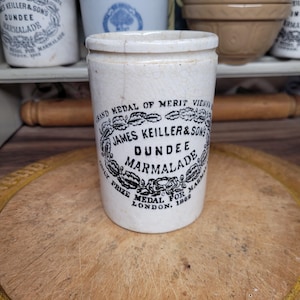 GRAND MEDAL OF MERIT VIENNA
JAMES KEILLER & SONS
DUNDEE
MARMALADE
PRIZE MEDAL FOR MARMALADE
LONDON. 1862
KEILLER & SONS
DUNDEE
MARMALADE